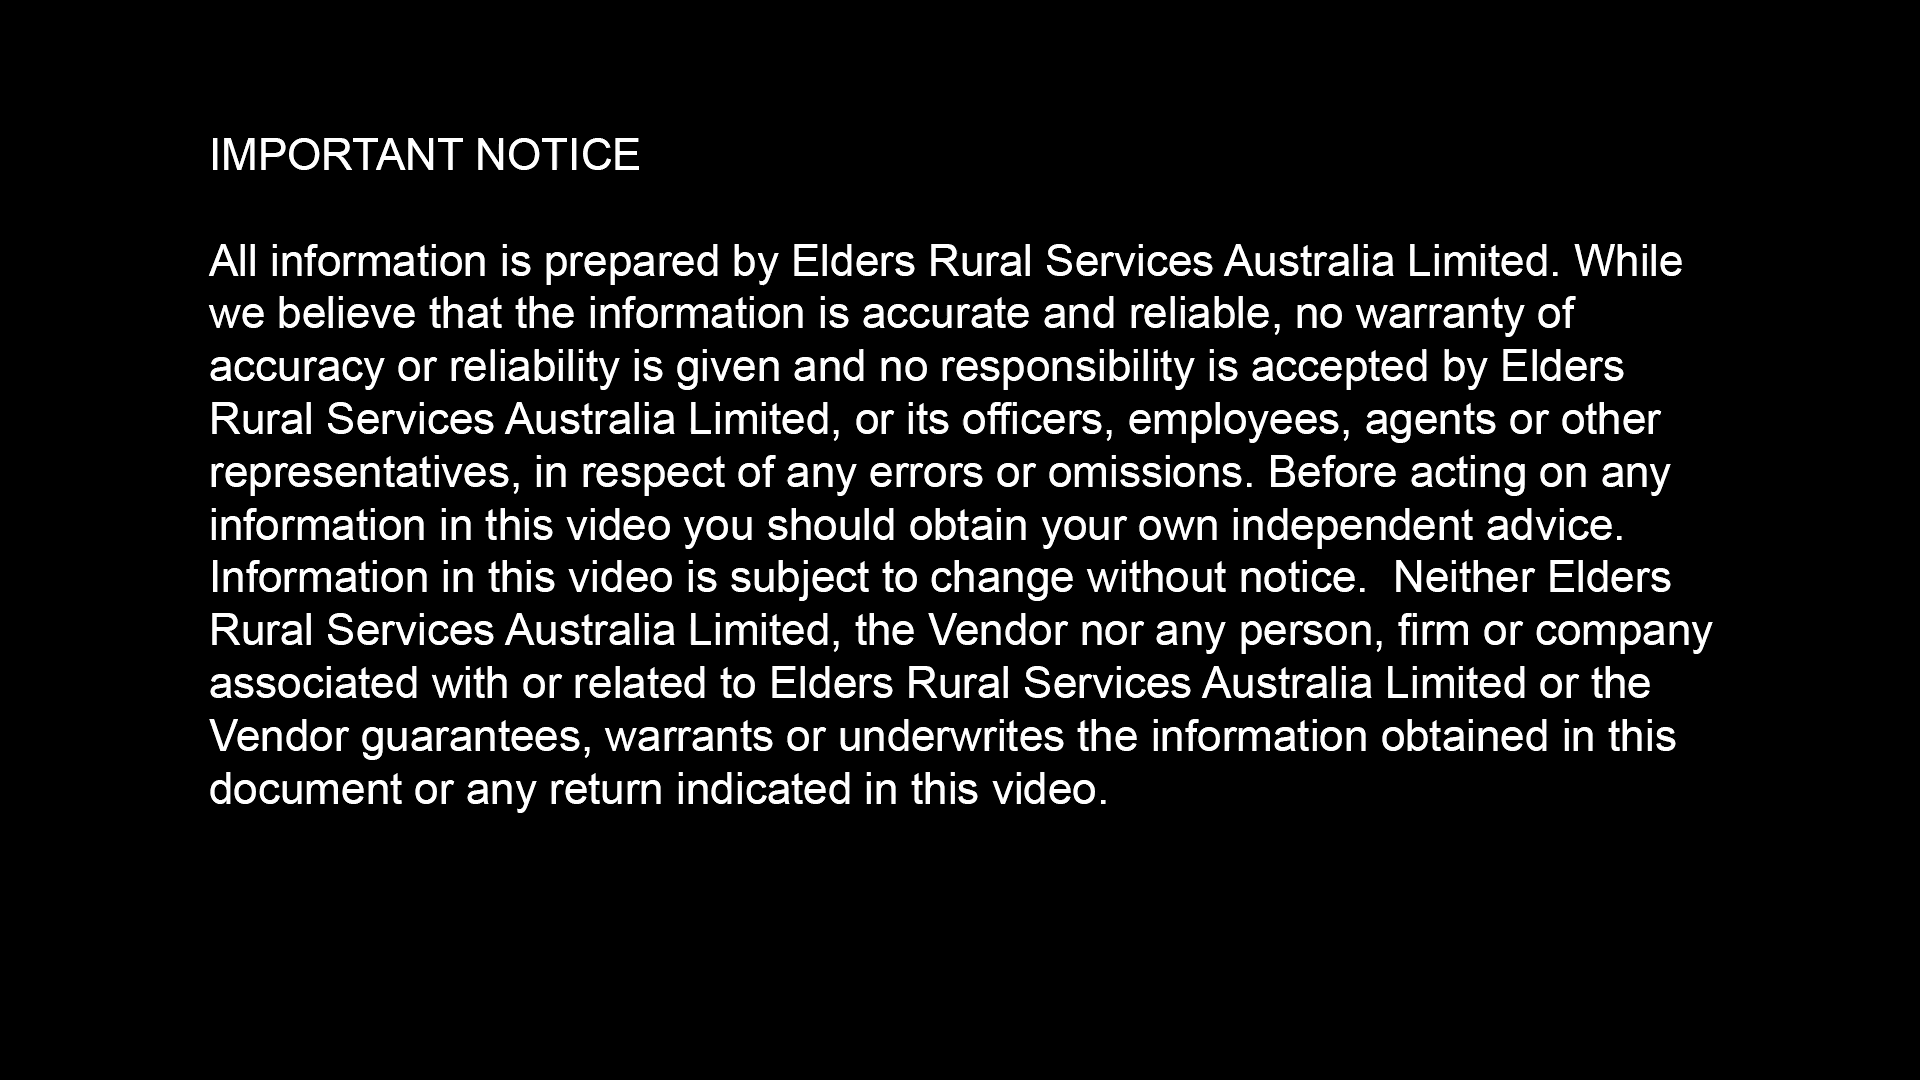 IMPORTANT NOTICE
All information is prepared by Elders Rural Services Australia Limited. While
we believe that the information is accurate and reliable, no warranty of
accuracy or reliability is given and no responsibility is accepted by Elders
Rural Services Australia Limited, or its officers, employees, agents or other
representatives, in respect of any errors or omissions. Before acting on any
information in this video you should obtain your own independent advice.
Information in this video is subject to change without notice.  Neither Elders
Rural Services Australia Limited, the Vendor nor any person, firm or company
associated with or related to Elders Rural Services Australia Limited or the
Vendor guarantees, warrants or underwrites the information obtained in this
document or any return indicated in this video.